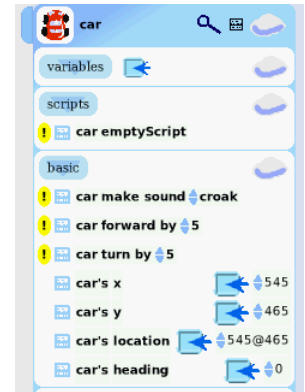 car
variables
scripts
! car emptyScript
basic
! car make sound croak
! car forward by 5
! car turn by 5
car's x 545
car's y 465
car's location 545@465
car's heading 0